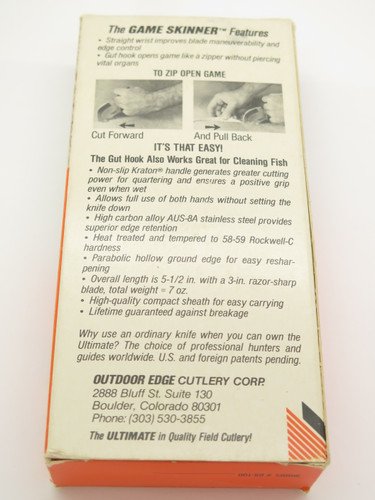 The GAME SKINNER™ Features
• Straight wrist improves blade maneuverability and
edge control
• Gut hook opens game like a zipper without piercing
vital organs
TO ZIP OPEN GAME
Cut Forward And Pull Back
IT'S THAT EASY!
The Gut Hook Also Works Great for Cleaning Fish
• Non-slip Kraton® handle generates greater cutting
power for quartering and ensures a positive grip
even when wet
• Allows full use of both hands without setting the
knife down
• High carbon alloy AUS-8A stainless steel provides
superior edge retention
• Heat treated and tempered to 58-59 Rockwell-C
hardness
• Parabolic hollow ground edge for easy reshar-
pening
• Overall length is 5-1/2 in. with a 3-in. razor-sharp
blade, total weight = 7 oz.
• High-quality compact sheath for easy carrying
• Lifetime guaranteed against breakage
Why use an ordinary knife when you can own the
Ultimate? The choice of professional hunters and
guides worldwide. U.S. and foreign patents pending.
OUTDOOR EDGE CUTLERY CORP.
2888 Bluff St. Suite 130
Boulder, Colorado 80301
Phone: (303) 530-3855
The ULTIMATE in Quality Field Cutlery!